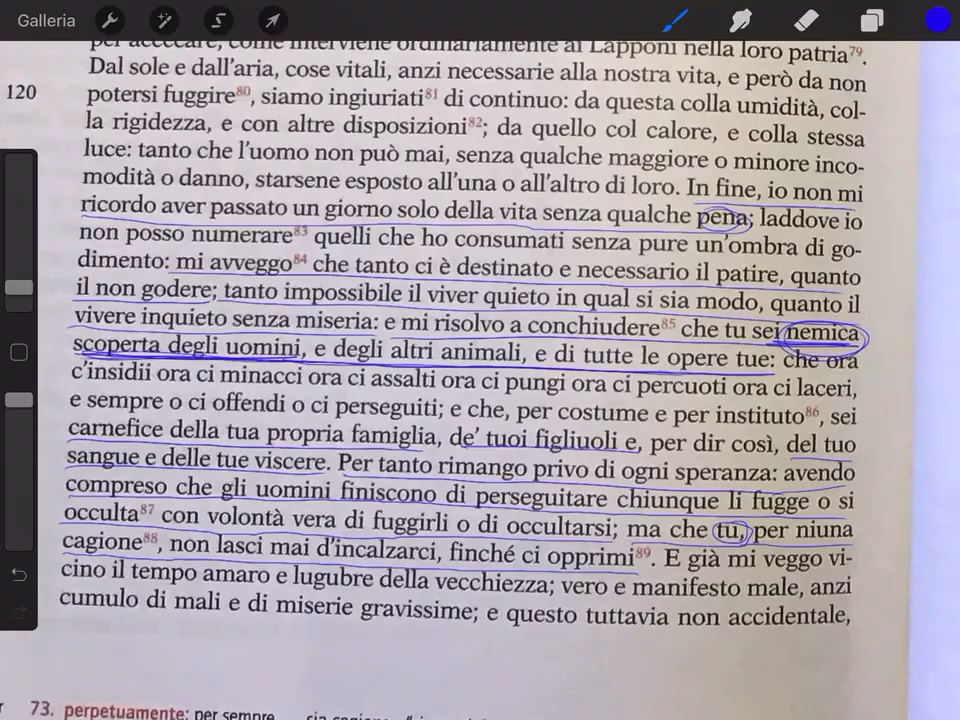 Galleria
per acceccare, come interviene ordinariamente ai Lapponi nella loro patria79.
Dal sole e dall'aria, cose vitali, anzi necessarie alla nostra vita, e però da non
120
potersi fuggire80, siamo ingiuriati81 di continuo: da questa colla umidità, col-
la rigidezza, e con altre disposizioni82; da quello col calore, e colla stessa
luce: tanto che l'uomo non può mai, senza qualche maggiore o minore inco-
modità o danno, starsene esposto all'una o all'altro di loro. In fine, io non mi
ricordo aver passato un giorno solo della vita senza qualche pena; laddove io
non posso numerare83 quelli che ho consumati senza pure un'ombra di go-
dimento: mi avveggo84 che tanto ci è destinato e necessario il patire, quanto
il non godere; tanto impossibile il viver quieto in qual si sia modo, quanto il
vivere inquieto senza miseria: e mi risolvo a conchiudere85 che tu sei nemica
scoperta degli uomini, e degli altri animali, e di tutte le opere tue: che ora
c'insidii ora ci minacci ora ci assalti ora ci pungi ora ci percuoti ora ci laceri,
e sempre o ci offendi o ci perseguiti; e che, per costume e per instituto86, sei
carnefice della tua propria famiglia, de' tuoi figliuoli e, per dir così, del tuo
sangue e delle tue viscere. Per tanto rimango privo di ogni speranza: avendo
compreso che gli uomini finiscono di perseguitare chiunque li fugge o si
occulta87 con volontà vera di fuggirli o di occultarsi; ma che tu, per niuna
cagione88, non lasci mai d'incalzarci, finché ci opprimi89. E già mi veggo vi-
cino il tempo amaro e lugubre della vecchiezza; vero e manifesto male, anzi
cumulo di mali e di miserie gravissime; e questo tuttavia non accidentale,
73. perpetuamente: per sempre